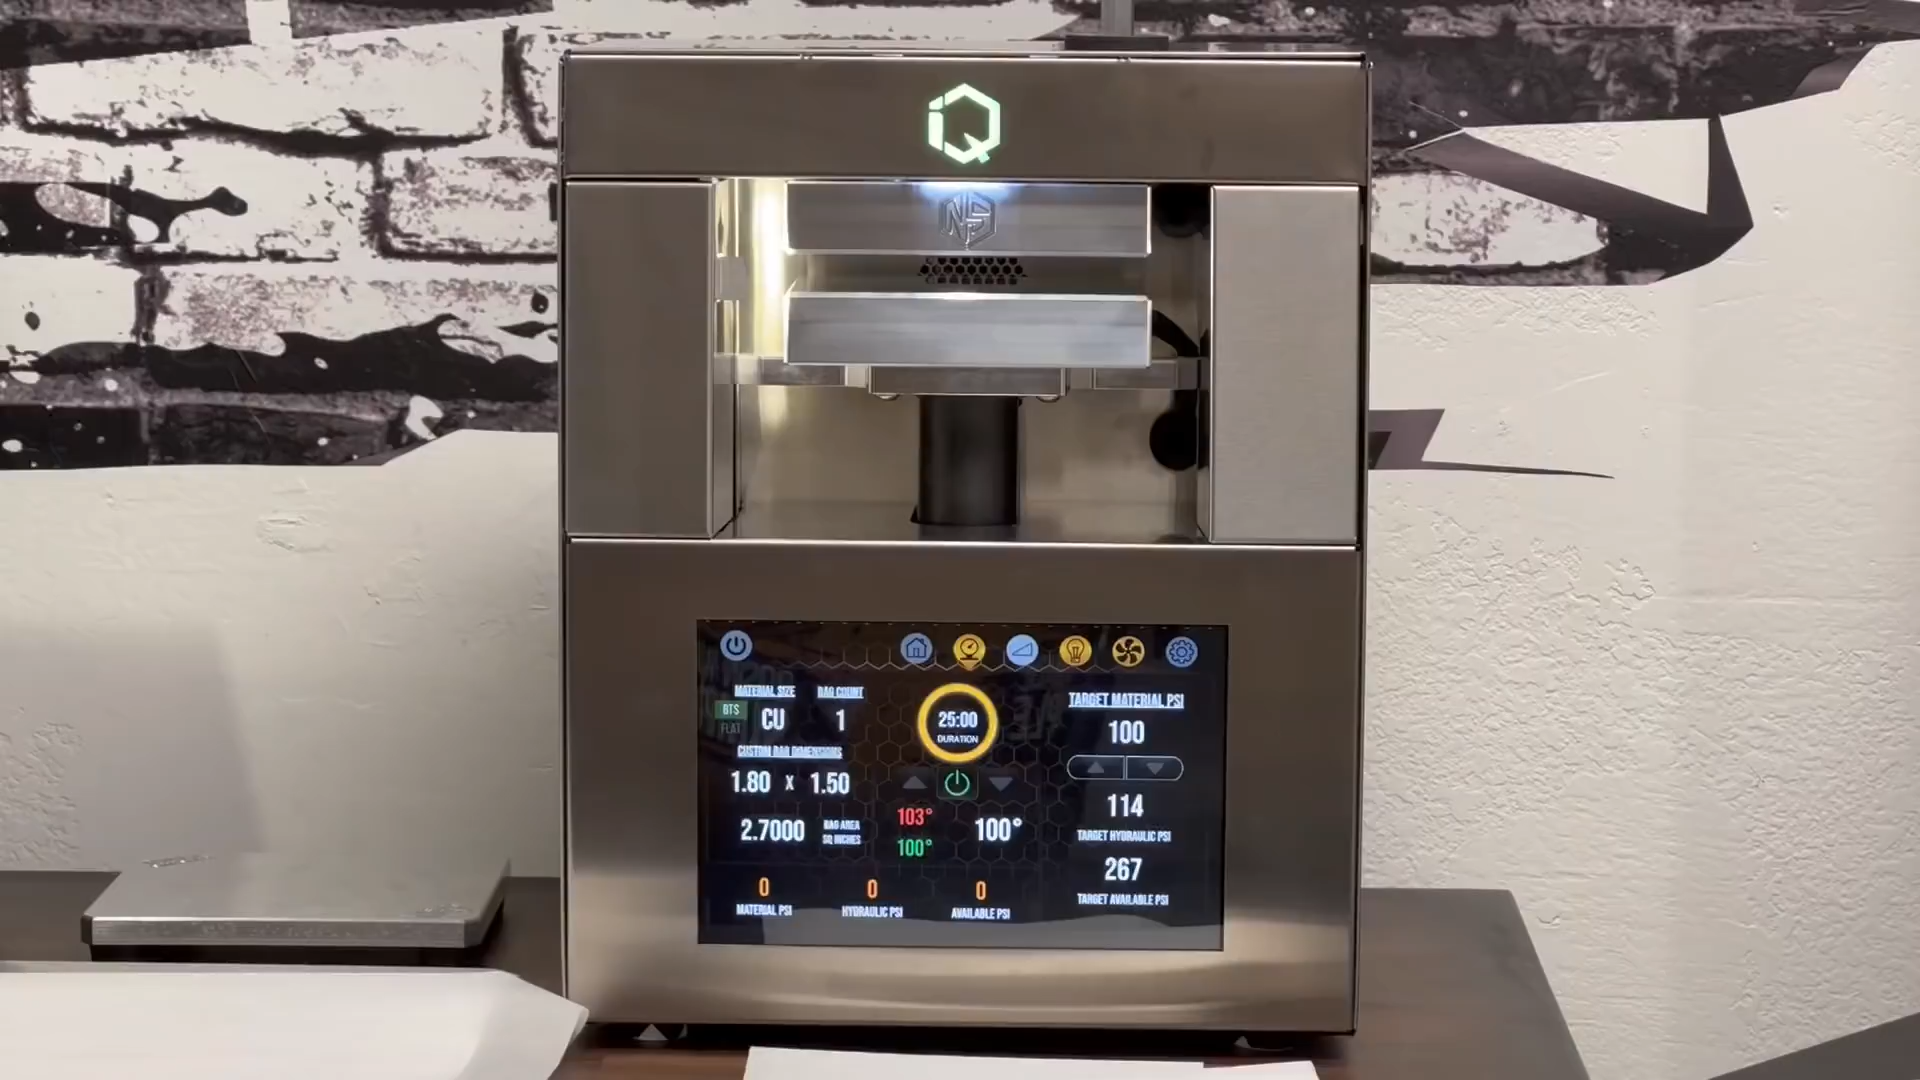 iQ
NS
MATERIAL SIZE BAG COUNT
BTS CU 1
FLAT
CUSTOM BAG DIMENSIONS
1.80 x 1.50
2.7000 BAG AREA
SQ INCHES
0 0 0
MATERIAL PSI HYDRAULIC PSI AVAILABLE PSI
25:00
DURATION
103°
100° 100°
TARGET MATERIAL PSI
100
114
TARGET HYDRAULIC PSI
267
TARGET AVAILABLE PSI